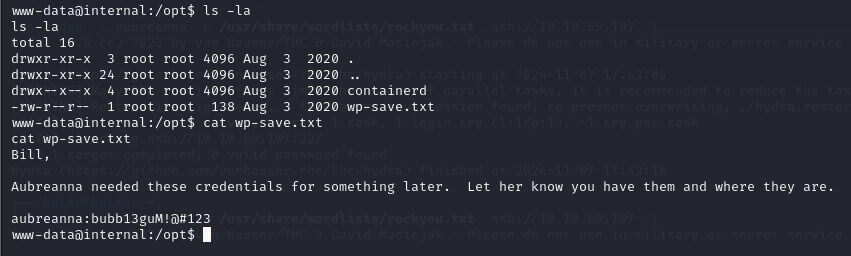 www-data@internal:/opt$ ls -la
ls -la
total 16
drwxr-xr-x  3 root root 4096 Aug  3  2020 .
drwxr-xr-x 24 root root 4096 Aug  3  2020 ..
drwx--x--x  4 root root 4096 Aug  3  2020 containerd
-rw-r--r--  1 root root  138 Aug  3  2020 wp-save.txt
www-data@internal:/opt$ cat wp-save.txt
cat wp-save.txt
Bill,
Aubreanna needed these credentials for something later.  Let her know you have them and where they are.
aubreanna:bubb13guM!@#123
www-data@internal:/opt$